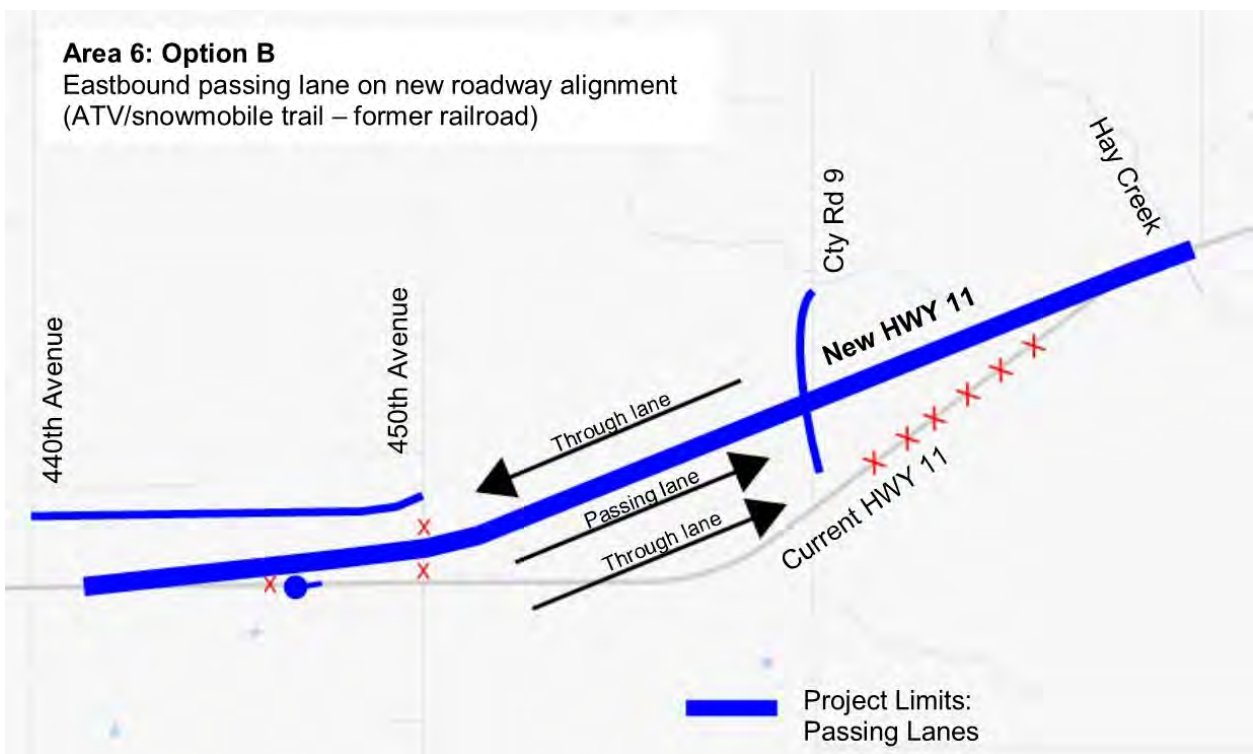 Area 6: Option B
Eastbound passing lane on new roadway alignment
(ATV/snowmobile trail – former railroad)
Hay Creek
Cty Rd 9
New HWY 11
450th Avenue
440th Avenue
Through lane
Passing lane
Through lane
Current HWY 11
Project Limits:
Passing Lanes